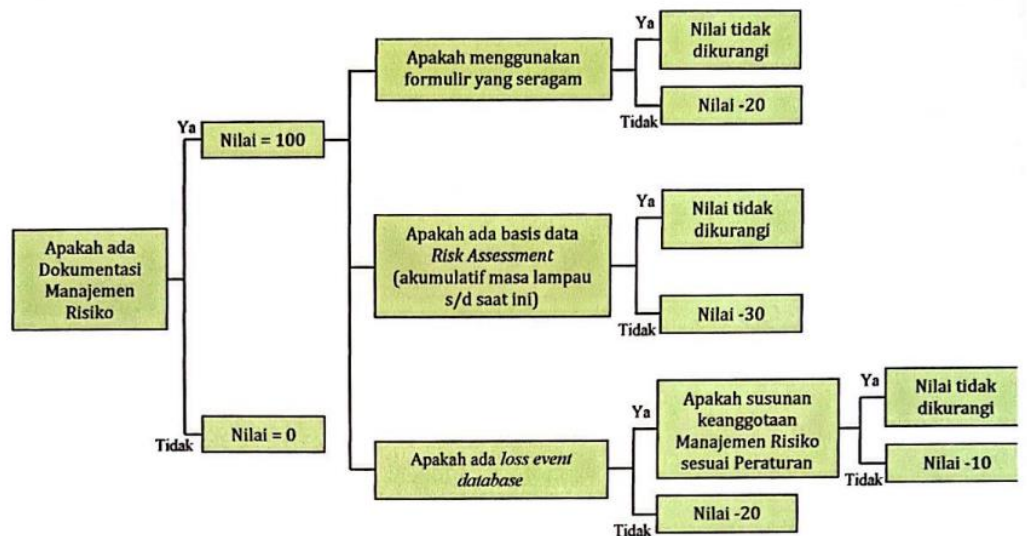 Apakah ada
Dokumentasi
Manajemen
Risiko
Ya
Nilai = 100
Tidak
Nilai = 0
Apakah menggunakan
formulir yang seragam
Ya
Nilai tidak
dikurangi
Tidak
Nilai -20
Apakah ada basis data
Risk Assessment
(akumulatif masa lampau
s/d saat ini)
Ya
Nilai tidak
dikurangi
Tidak
Nilai -30
Apakah ada loss event
database
Ya
Apakah susunan
keanggotaan
Manajemen Risiko
sesuai Peraturan
Ya
Nilai tidak
dikurangi
Tidak
Nilai -10
Tidak
Nilai -20